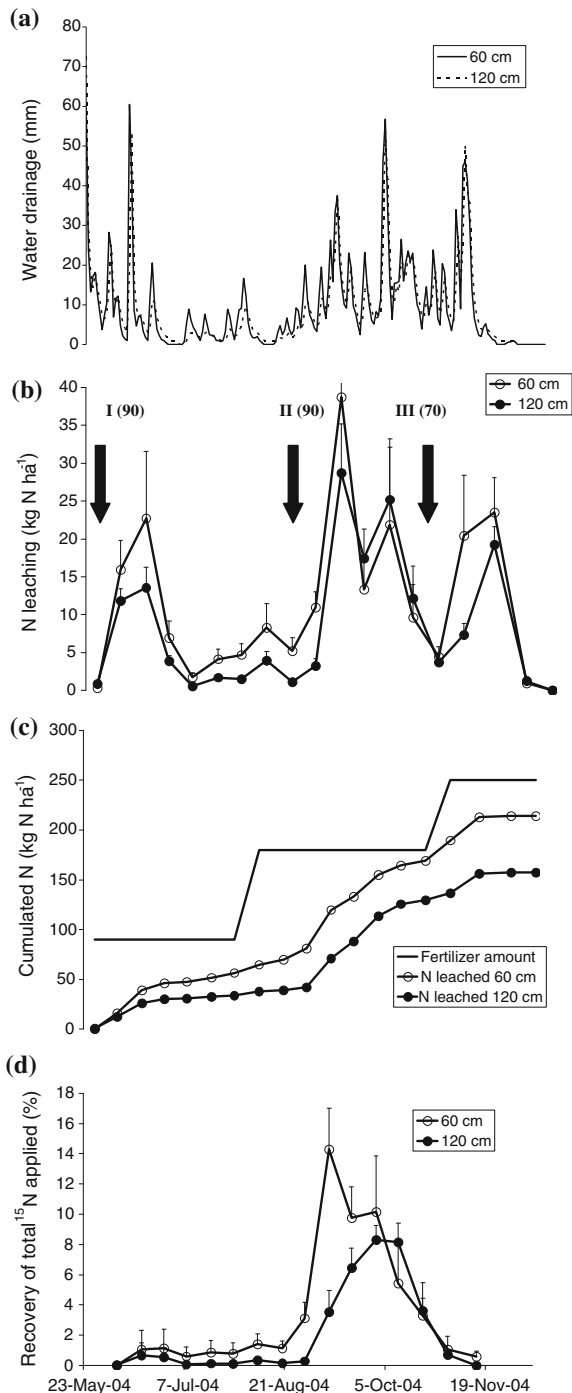 (a)
80
70
60
50
40
30
20
10
0
Water drainage (mm)
60 cm
120 cm
(b)
40
35
30
25
20
15
10
5
0
N leaching (kg N ha-1)
I (90)
II (90)
III (70)
60 cm
120 cm
(c)
300
250
200
150
100
50
0
Cumulated N (kg N ha-1)
Fertilizer amount
N leached 60 cm
N leached 120 cm
(d)
18
16
14
12
10
8
6
4
2
0
Recovery of total 15N applied (%)
60 cm
120 cm
23-May-04 7-Jul-04 21-Aug-04 5-Oct-04 19-Nov-04